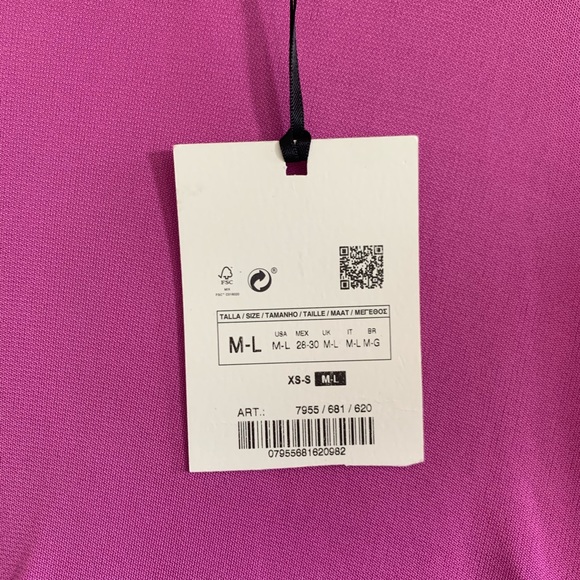 FSC
®
TALLA / SIZE / TAMANHO / TAILLE / MAAT / ΜΕΓΕΘΟΣ
M-L
USA MEX UK IT BR
M-L 28-30 M-L M-L M-G
XS-S M-L
ART.: 7955 / 681 / 620
07955681620982